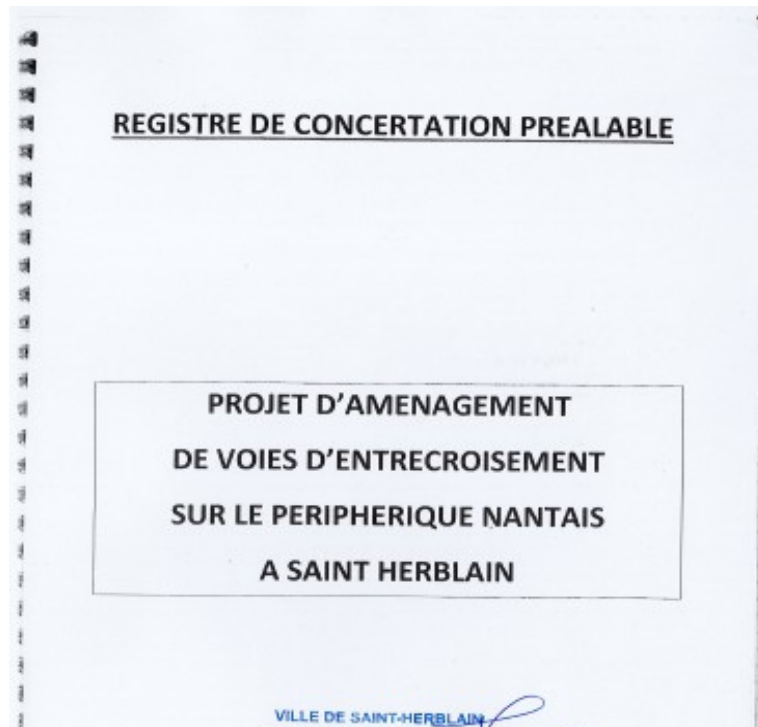 REGISTRE DE CONCERTATION PREALABLE
PROJET D'AMENAGEMENT
DE VOIES D'ENTRECROISEMENT
SUR LE PERIPHERIQUE NANTAIS
A SAINT HERBLAIN
VILLE DE SAINT-HERBLAIN